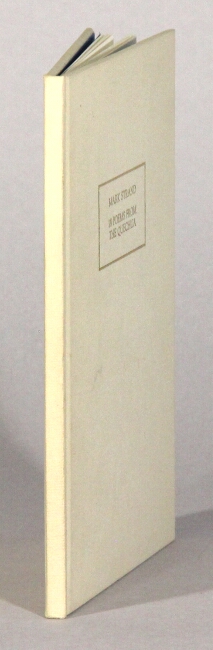 MARK STRAND
18 POEMS FROM
THE QUECHUA